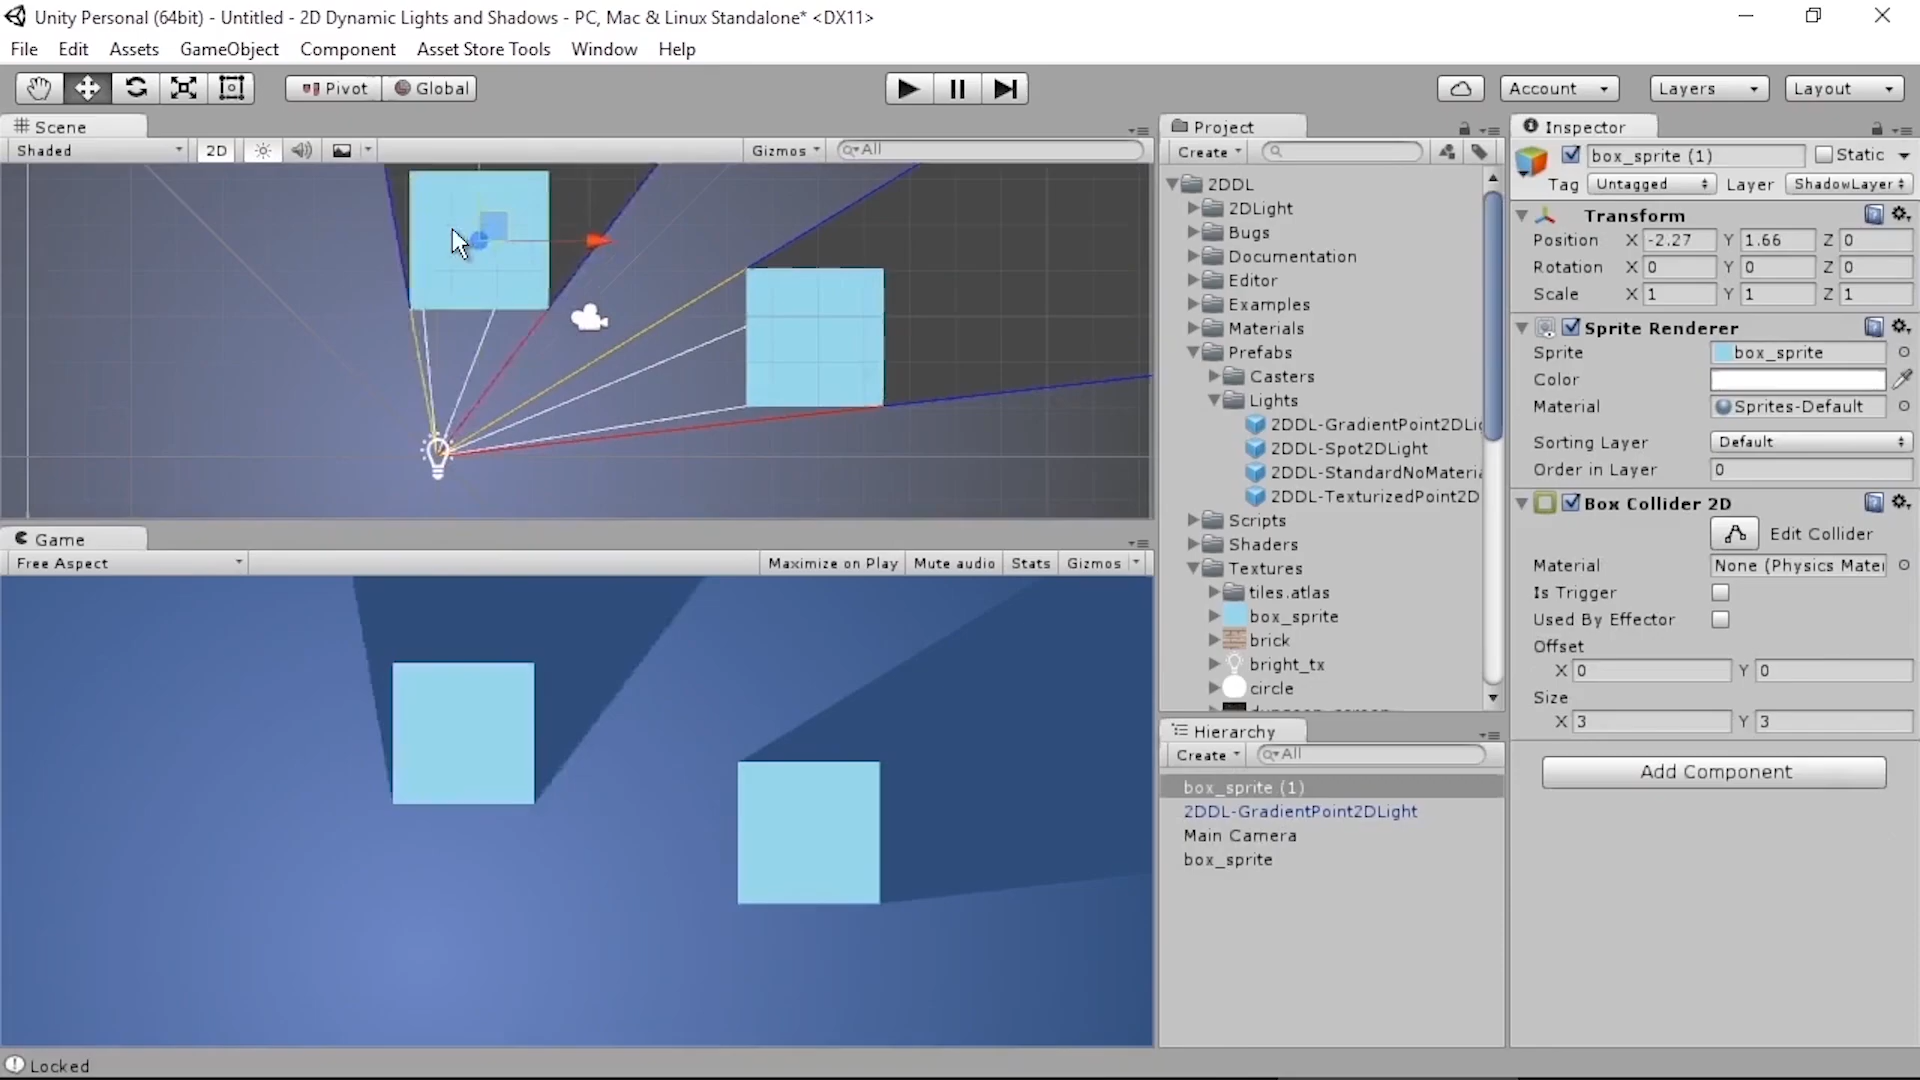 Unity Personal (64bit) - Untitled - 2D Dynamic Lights and Shadows - PC, Mac & Linux Standalone* <DX11>
File Edit Assets GameObject Component Asset Store Tools Window Help
Pivot Global Account Layers Layout
Scene
Shaded 2D Gizmos All
Game
Free Aspect Maximize on Play Mute audio Stats Gizmos
Locked
Project
Create
2DDL
2DLight
Bugs
Documentation
Editor
Examples
Materials
Prefabs
Casters
Lights
2DDL-GradientPoint2DLig
2DDL-Spot2DLight
2DDL-StandardNoMateria
2DDL-TexturizedPoint2D
Scripts
Shaders
Textures
tiles.atlas
box_sprite
brick
bright_tx
circle
Hierarchy
Create All
box_sprite (1)
2DDL-GradientPoint2DLight
Main Camera
box_sprite
Inspector
box_sprite (1) Static
Tag Untagged Layer ShadowLayer
Transform
Position X -2.27 Y 1.66 Z 0
Rotation X 0 Y 0 Z 0
Scale X 1 Y 1 Z 1
Sprite Renderer
Sprite box_sprite
Color
Material Sprites-Default
Sorting Layer Default
Order in Layer 0
Box Collider 2D
Edit Collider
Material None (Physics Mater
Is Trigger
Used By Effector
Offset
X 0 Y 0
Size
X 3 Y 3
Add Component